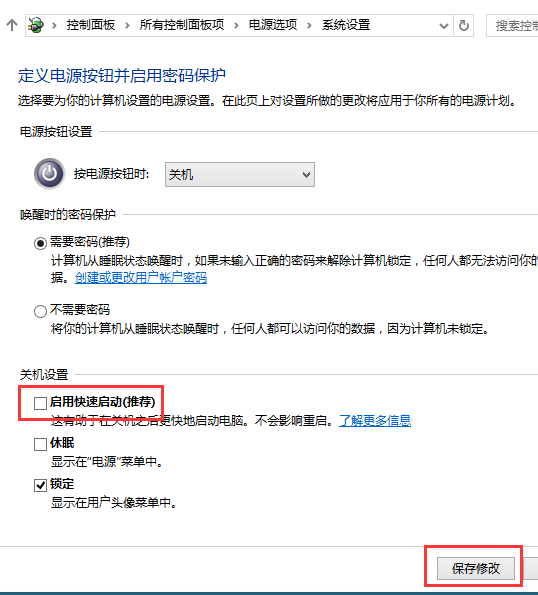 控制面板 › 所有控制面板项 › 电源选项 › 系统设置
搜索控
定义电源按钮并启用密码保护
选择要为你的计算机设置的电源设置。在此页上对设置所做的更改将应用于你所有的电源计划。
电源按钮设置
按电源按钮时: 关机
唤醒时的密码保护
需要密码(推荐)
计算机从睡眠状态唤醒时，如果未输入正确的密码来解除计算机锁定，任何人都无法访问你的
据。创建或更改用户帐户密码
不需要密码
将你的计算机从睡眠状态唤醒时，任何人都可以访问你的数据，因为计算机未锁定。
关机设置
启用快速启动(推荐)
这有助于在关机之后更快地启动电脑。不会影响重启。了解更多信息
休眠
显示在“电源”菜单中。
锁定
显示在用户头像菜单中。
保存修改